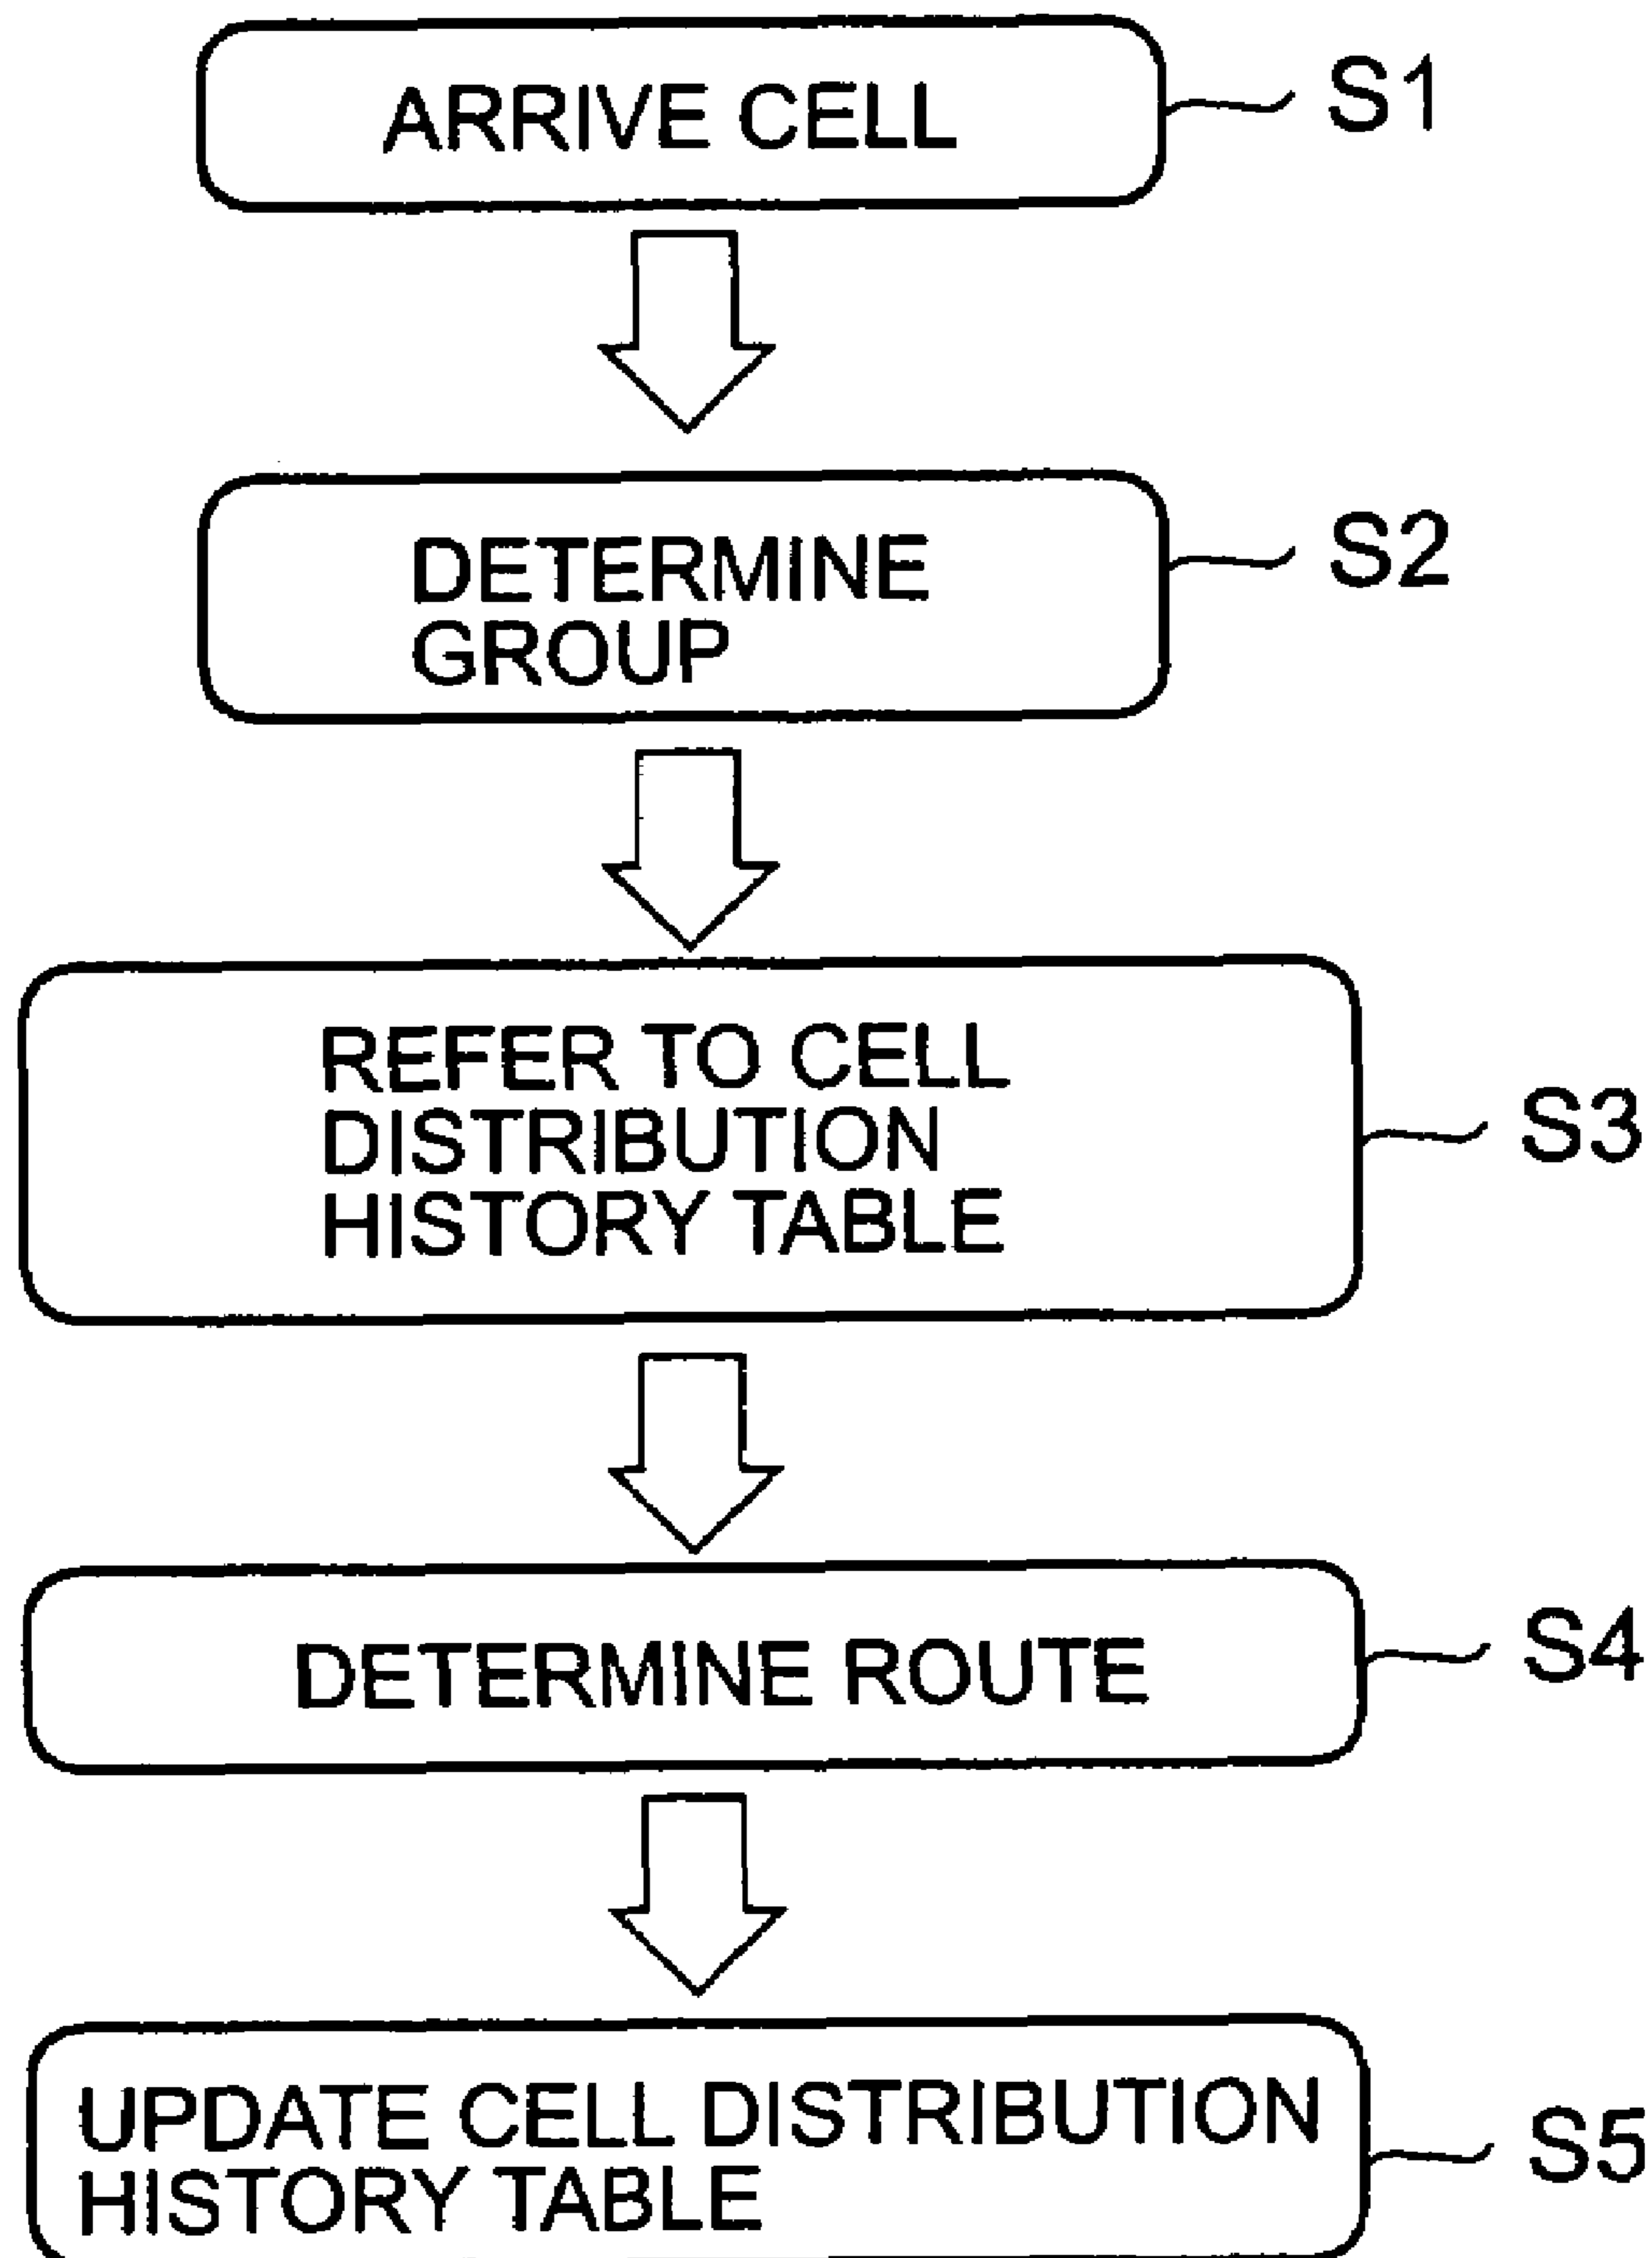 ARRIVE CELL
S1
DETERMINE
GROUP
S2
REFER TO CELL
DISTRIBUTION
HISTORY TABLE
S3
DETERMINE ROUTE
S4
UPDATE CELL DISTRIBUTION
HISTORY TABLE
S5